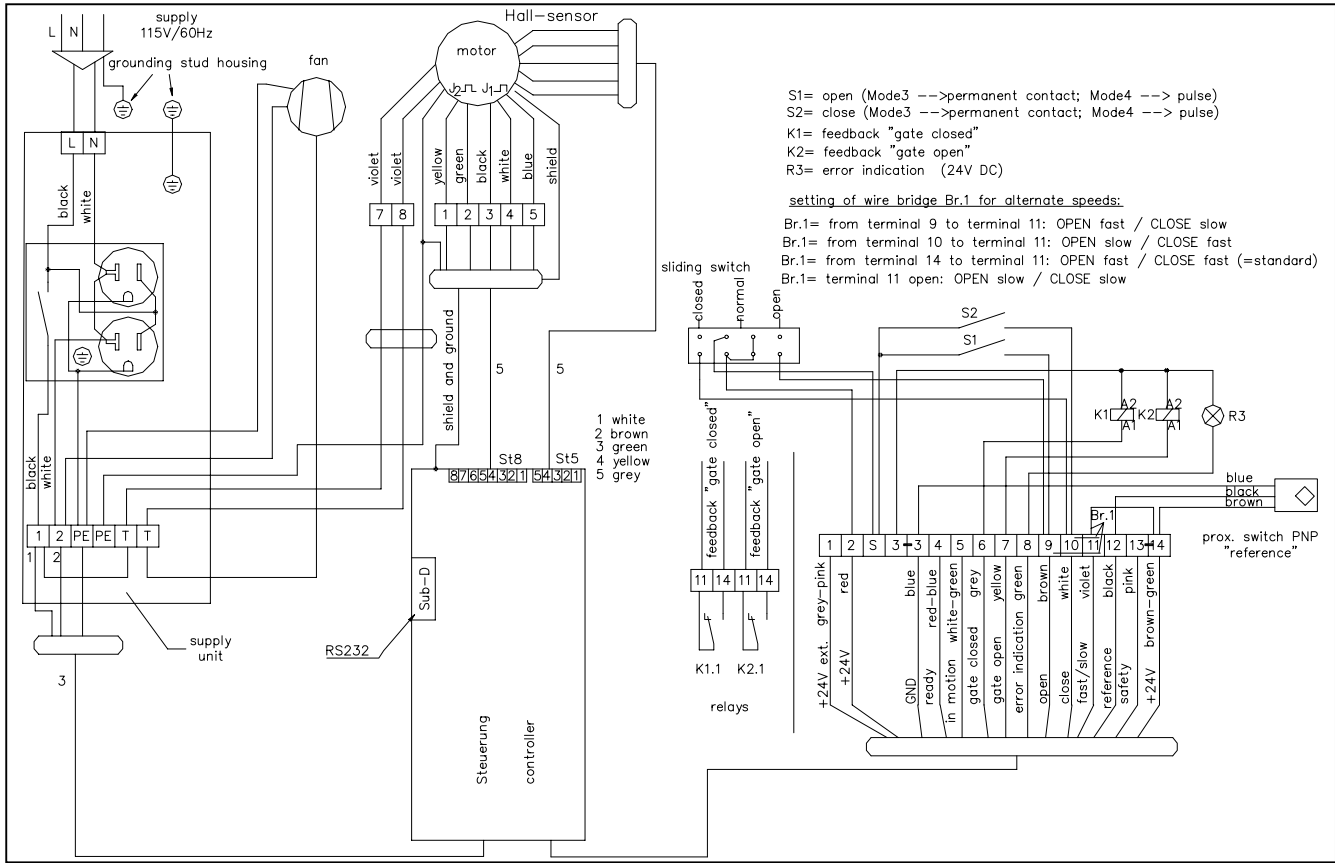 supply
115V/60Hz
L N
grounding stud housing
fan
motor
Hall-sensor
J2 J1
L N
black
white
violet
violet
yellow
green
black
white
blue
shield
7 8
1 2 3 4 5
S1= open (Mode3 -->permanent contact; Mode4 --> pulse)
S2= close (Mode3 -->permanent contact; Mode4 --> pulse)
K1= feedback "gate closed"
K2= feedback "gate open"
R3= error indication (24V DC)
setting of wire bridge Br.1 for alternate speeds:
Br.1= from terminal 9 to terminal 11: OPEN fast / CLOSE slow
Br.1= from terminal 10 to terminal 11: OPEN slow / CLOSE fast
Br.1= from terminal 14 to terminal 11: OPEN fast / CLOSE fast (=standard)
Br.1= terminal 11 open: OPEN slow / CLOSE slow
sliding switch
closed
normal
open
S2
S1
shield and ground
5
5
1 white
2 brown
3 green
4 yellow
5 grey
St8
St5
8 7 6 5 4 3 2 1
5 4 3 2 1
feedback "gate closed"
feedback "gate open"
K1 A2 A1
K2 A2 A1
R3
blue
black
brown
Br.1
prox. switch PNP
"reference"
black
white
1 2 PE PE T T
1 2
supply
unit
3
Sub-D
RS232
Steuerung
controller
11 14 11 14
K1.1 K2.1
relays
1 2 S 3 3 4 5 6 7 8 9 10 11 12 13 14
+24V ext. grey-pink
+24V red
GND blue
ready red-blue
in motion white-green
gate closed grey
gate open yellow
error indication green
open brown
close white
fast/slow violet
reference black
safety pink
+24V brown-green